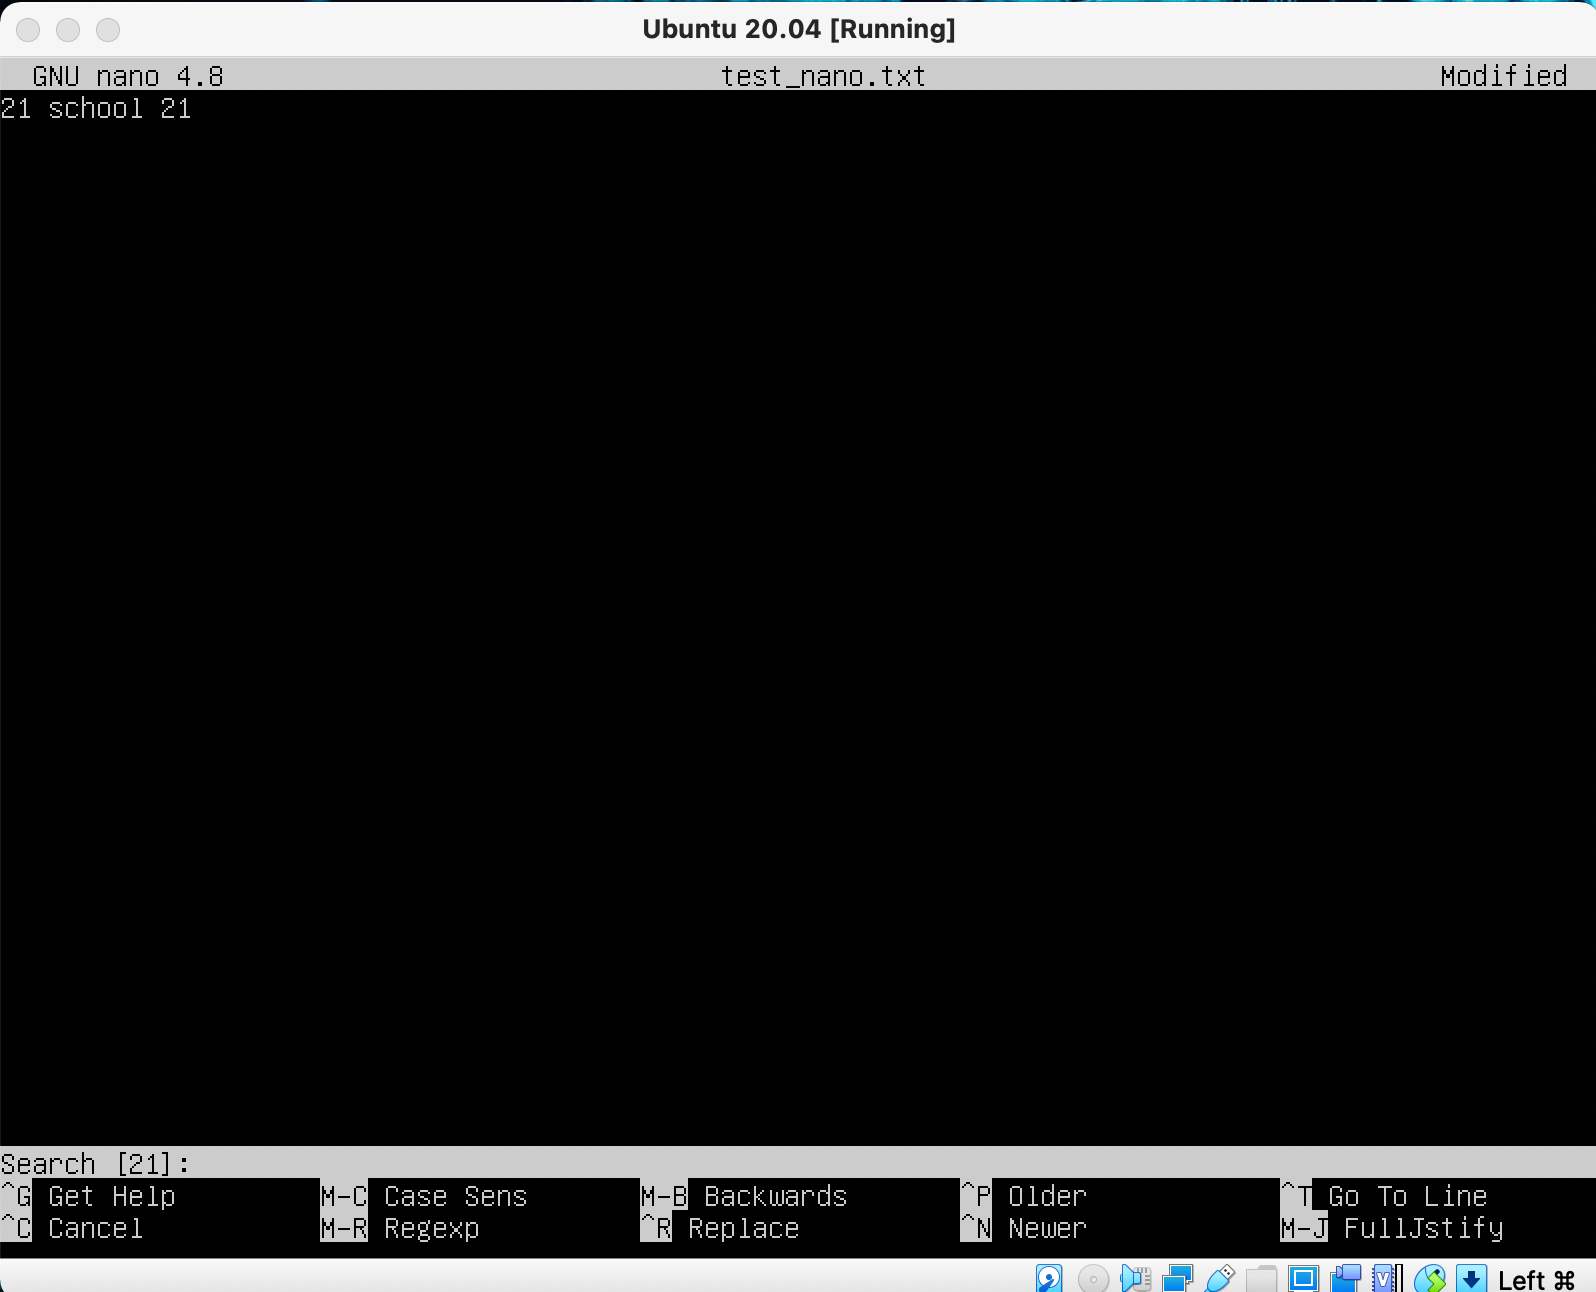 Ubuntu 20.04 [Running]
GNU nano 4.8 test_nano.txt Modified
21 school 21
Search [21]:
^G Get Help M-C Case Sens M-B Backwards ^P Older ^T Go To Line
^C Cancel M-R Regexp ^R Replace ^N Newer M-J FullJstify
Left ⌘